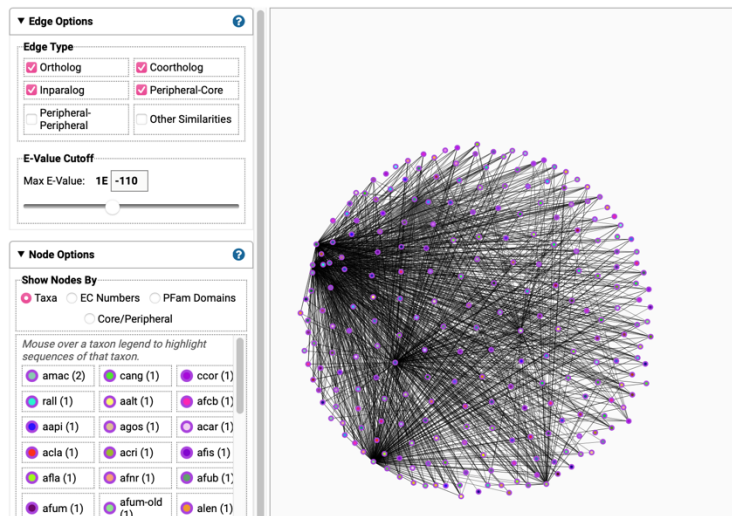 ▼ Edge Options ?
Edge Type
Ortholog Coortholog
Inparalog Peripheral-Core
Peripheral-
Peripheral Other Similarities
E-Value Cutoff
Max E-Value: 1E -110
▼ Node Options ?
Show Nodes By
Taxa EC Numbers PFam Domains
Core/Peripheral
Mouse over a taxon legend to highlight
sequences of that taxon.
amac (2) cang (1) ccor (1)
rall (1) aalt (1) afcb (1)
aapi (1) agos (1) acar (1)
acla (1) acri (1) afis (1)
afla (1) afnr (1) afub (1)
afum (1) afum-old
(1) alen (1)